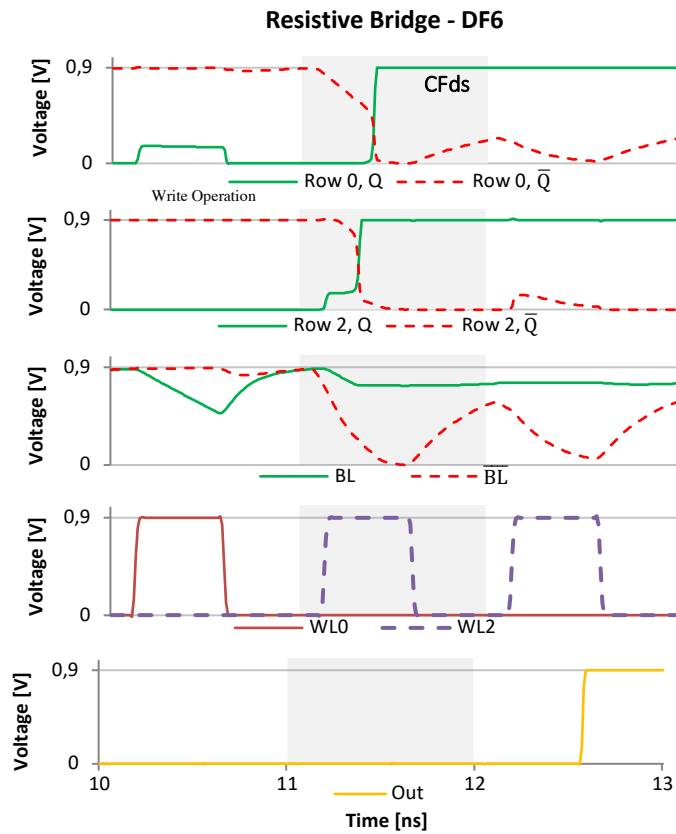 Resistive Bridge - DF6
Voltage [V]
0,9
0
CFds
Row 0, Q
Row 0, Q̅
Write Operation
Voltage [V]
0,9
0
Row 2, Q
Row 2, Q̅
Voltage [V]
0,9
0
BL
B̅L̅
Voltage [V]
0,9
0
WL0
WL2
Voltage [V]
0,9
0
10
11
12
13
Out
Time [ns]